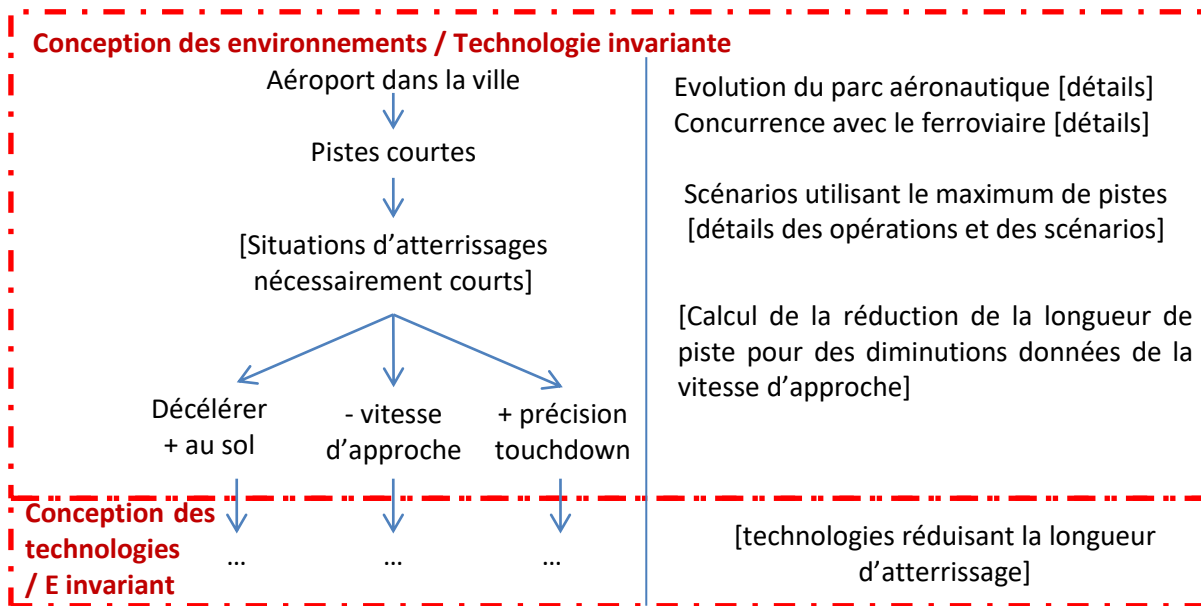 Conception des environnements / Technologie invariante
Aéroport dans la ville
Pistes courtes
[Situations d’atterrissages
nécessairement courts]
Décélérer
+ au sol
- vitesse
d’approche
+ précision
touchdown
Evolution du parc aéronautique [détails]
Concurrence avec le ferroviaire [détails]
Scénarios utilisant le maximum de pistes
[détails des opérations et des scénarios]
[Calcul de la réduction de la longueur de
piste pour des diminutions données de la
vitesse d’approche]
Conception des
technologies
/ E invariant
...
...
...
[technologies réduisant la longueur
d’atterrissage]